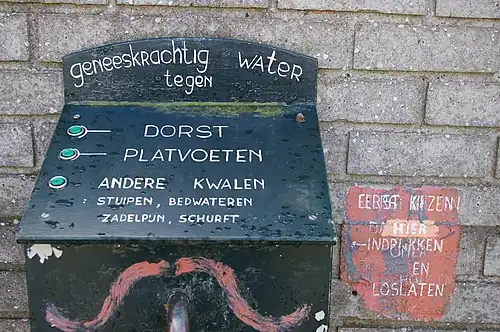 geneeskrachtig water
tegen
DORST
PLATVOETEN
ANDERE KWALEN
: STUIPEN, BEDWATEREN
ZADELPIJN, SCHURFT
EERST KIEZEN!
HIER
INDRUKKEN
EN
LOSLATEN